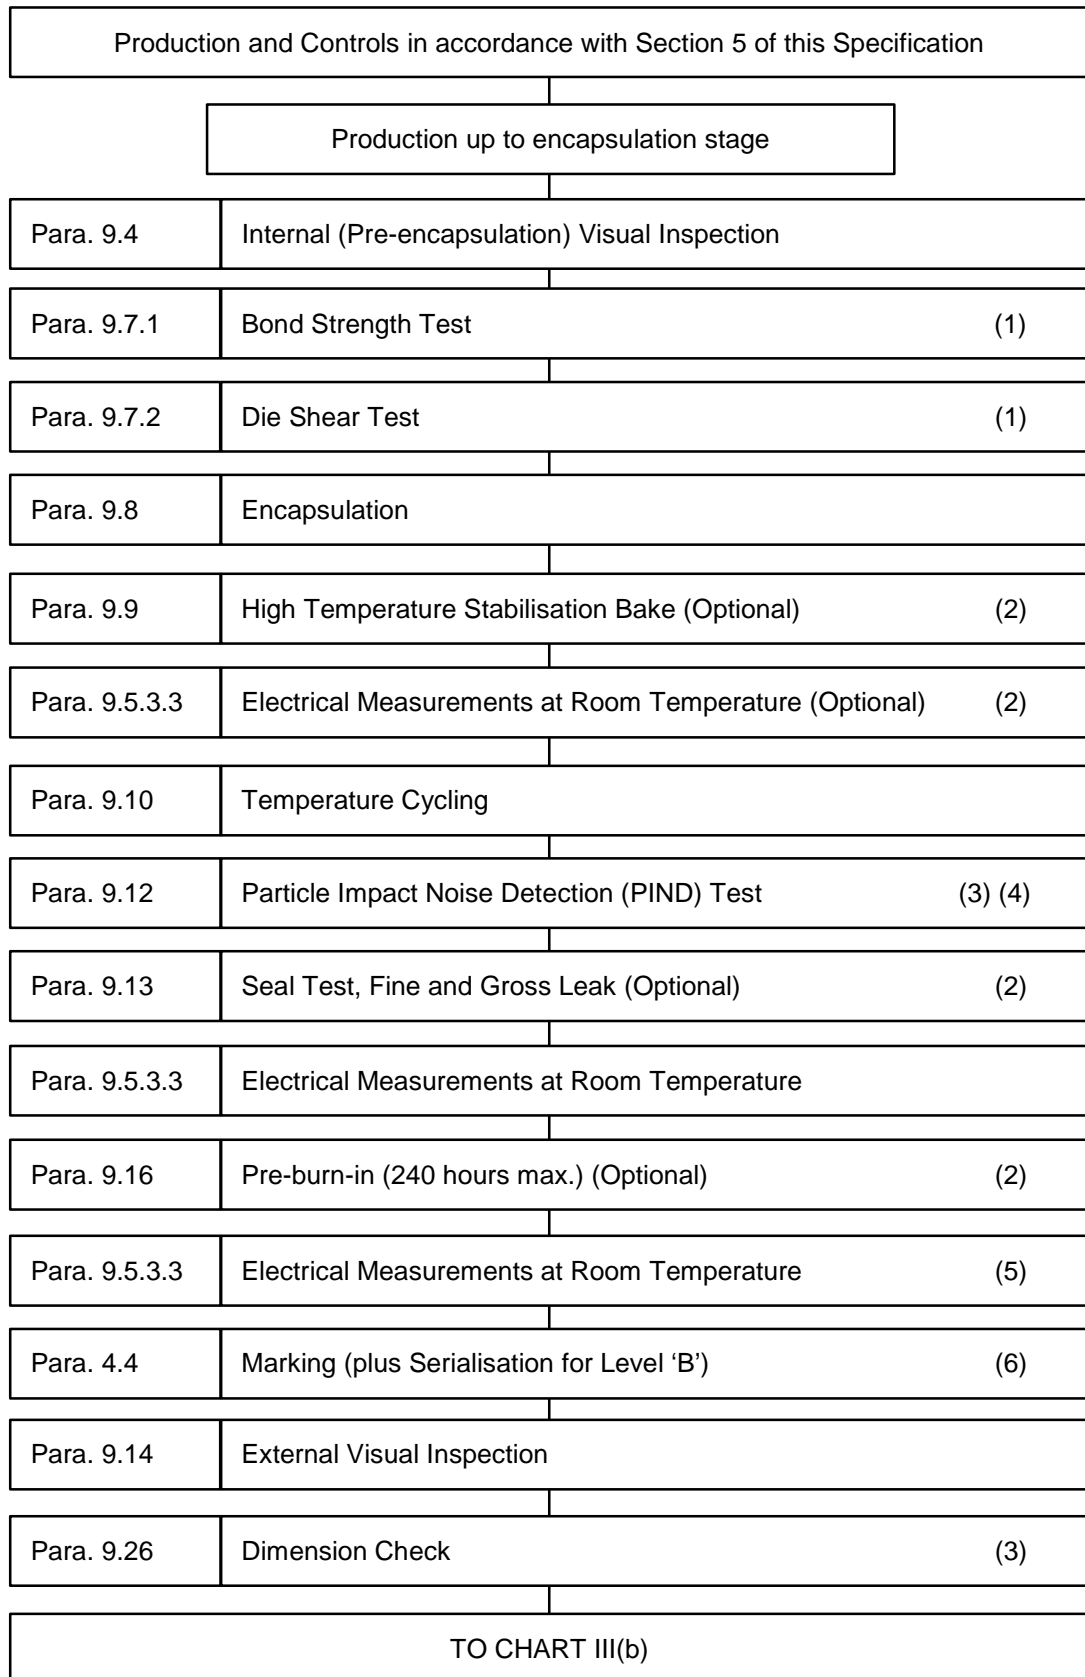 Production and Controls in accordance with Section 5 of this Specification
Production up to encapsulation stage
Para. 9.4 Internal (Pre-encapsulation) Visual Inspection
Para. 9.7.1 Bond Strength Test (1)
Para. 9.7.2 Die Shear Test (1)
Para. 9.8 Encapsulation
Para. 9.9 High Temperature Stabilisation Bake (Optional) (2)
Para. 9.5.3.3 Electrical Measurements at Room Temperature (Optional) (2)
Para. 9.10 Temperature Cycling
Para. 9.12 Particle Impact Noise Detection (PIND) Test (3) (4)
Para. 9.13 Seal Test, Fine and Gross Leak (Optional) (2)
Para. 9.5.3.3 Electrical Measurements at Room Temperature
Para. 9.16 Pre-burn-in (240 hours max.) (Optional) (2)
Para. 9.5.3.3 Electrical Measurements at Room Temperature (5)
Para. 4.4 Marking (plus Serialisation for Level ‘B’) (6)
Para. 9.14 External Visual Inspection
Para. 9.26 Dimension Check (3)
TO CHART III(b)